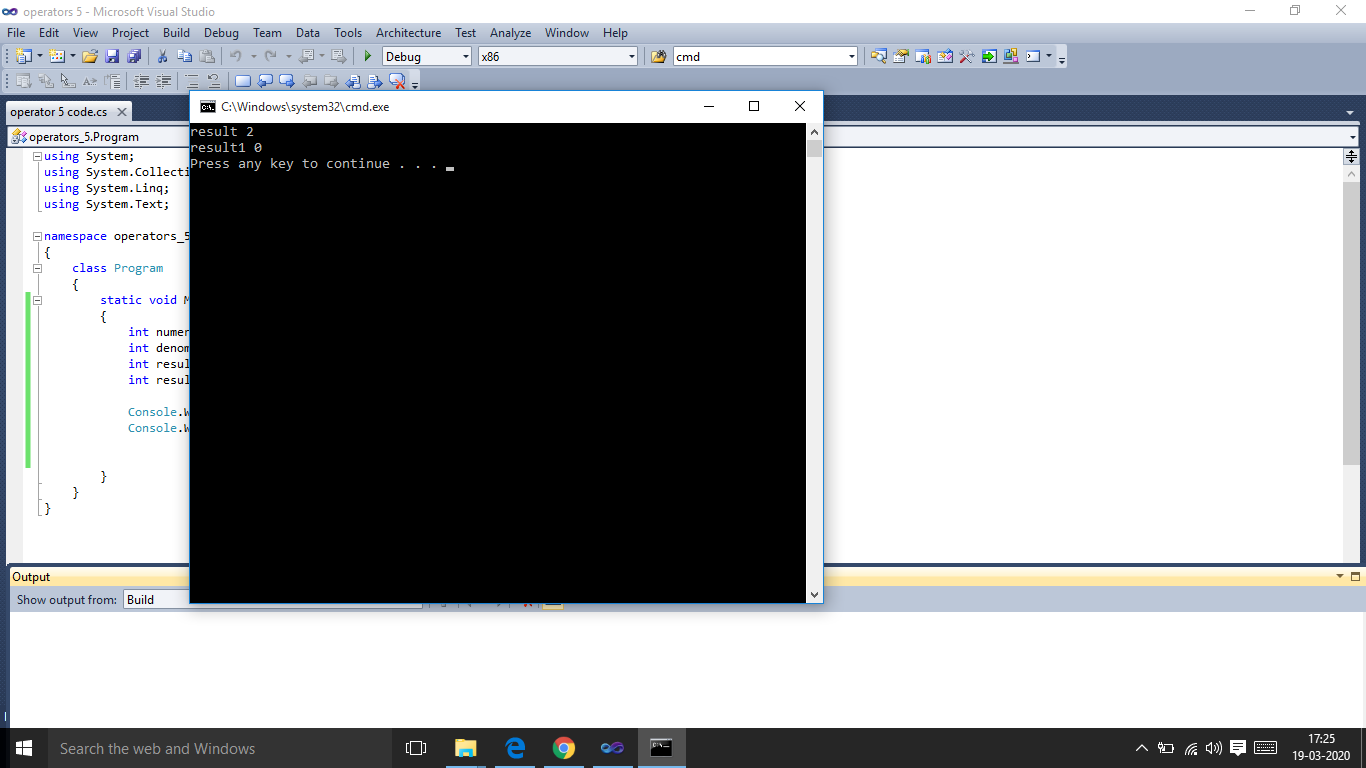 operators 5 - Microsoft Visual Studio
File Edit View Project Build Debug Team Data Tools Architecture Test Analyze Window Help
Debug x86 cmd
operator 5 code.cs
C:\Windows\system32\cmd.exe
operators_5.Program
result 2
result1 0
Press any key to continue . . .
using System;
using System.Collecti
using System.Linq;
using System.Text;
namespace operators_5
{
class Program
{
static void M
{
int numer
int denom
int resul
int resul
Console.W
Console.W
}
}
}
Output
Show output from: Build
Search the web and Windows
17:25
19-03-2020